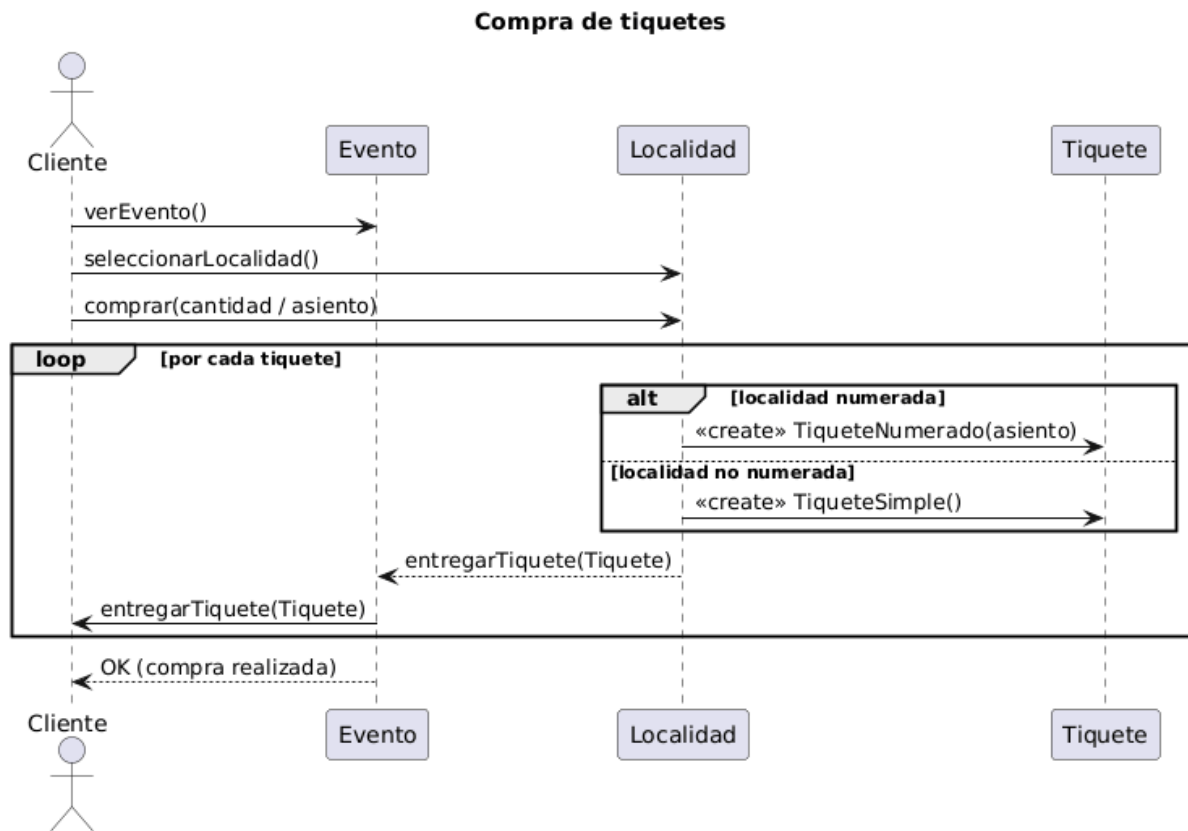 Compra de tiquetes
Cliente
Evento
Localidad
Tiquete
verEvento()
seleccionarLocalidad()
comprar(cantidad / asiento)
loop [por cada tiquete]
alt [localidad numerada]
«create» TiqueteNumerado(asiento)
[localidad no numerada]
«create» TiqueteSimple()
entregarTiquete(Tiquete)
entregarTiquete(Tiquete)
OK (compra realizada)
Cliente
Evento
Localidad
Tiquete